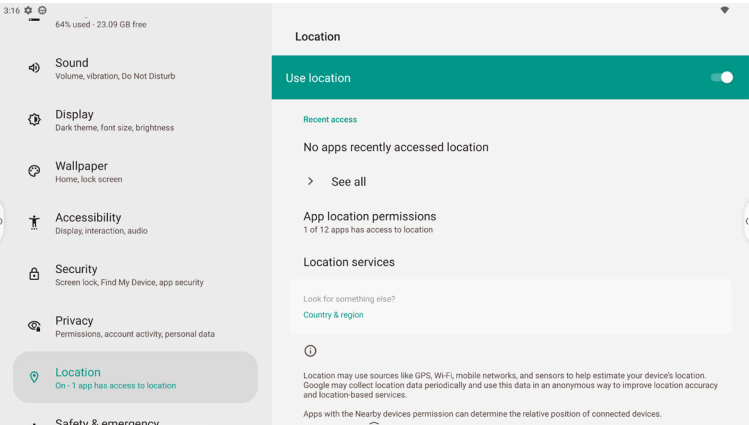 3:16
64% used - 23.09 GB free
Sound
Volume, vibration, Do Not Disturb
Display
Dark theme, font size, brightness
Wallpaper
Home, lock screen
Accessibility
Display, interaction, audio
Security
Screen lock, Find My Device, app security
Privacy
Permissions, account activity, personal data
Location
On - 1 app has access to location
Safety & emergency
Location
Use location
Recent access
No apps recently accessed location
See all
App location permissions
1 of 12 apps has access to location
Location services
Look for something else?
Country & region
Location may use sources like GPS, Wi-Fi, mobile networks, and sensors to help estimate your device's location.
Google may collect location data periodically and use this data in an anonymous way to improve location accuracy
and location-based services.
Apps with the Nearby devices permission can determine the relative position of connected devices.